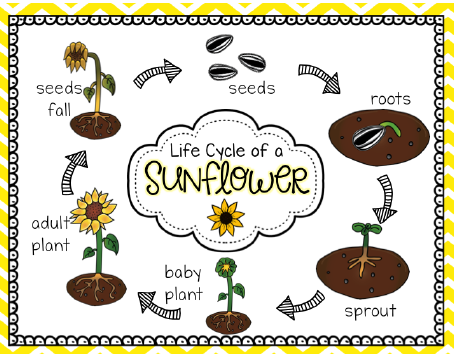 Life Cycle of a
SUNFLOWER
seeds
roots
sprout
baby
plant
adult
plant
seeds
fall